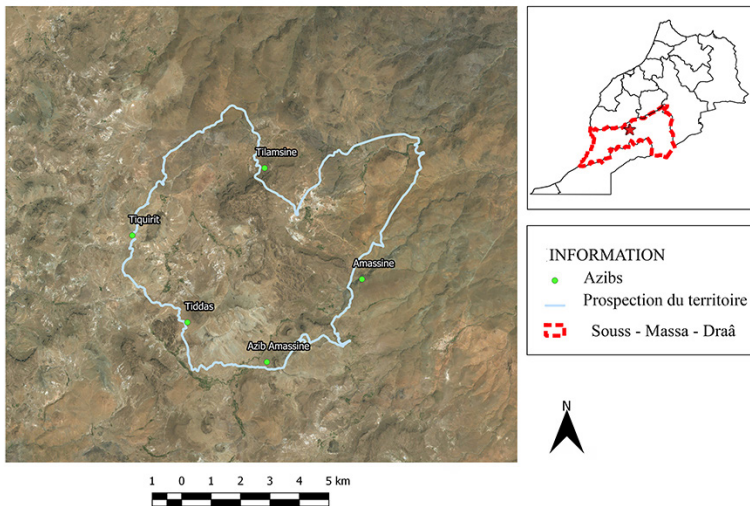 Tilamsine
Tiquirit
Amassine
Tiddas
Azib Amassine
INFORMATION
Azibs
Prospection du territoire
Souss - Massa - Draâ
N
1 0 1 2 3 4 5 km